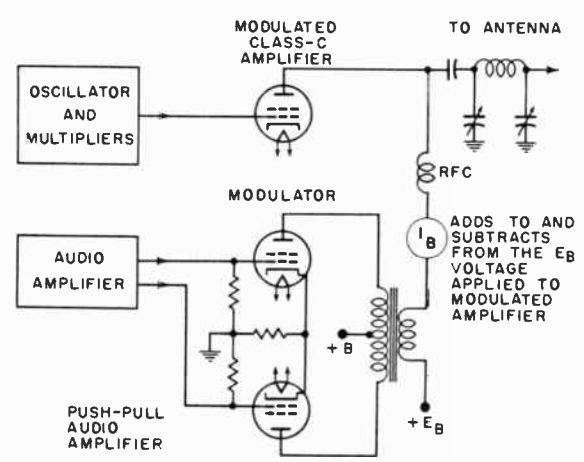 MODULATED
CLASS-C
AMPLIFIER
TO ANTENNA
OSCILLATOR
AND
MULTIPLIERS
RFC
MODULATOR
I B
ADDS TO AND
SUBTRACTS
FROM THE EB
VOLTAGE
APPLIED TO
MODULATED
AMPLIFIER
AUDIO
AMPLIFIER
+B
+EB
PUSH-PULL
AUDIO
AMPLIFIER